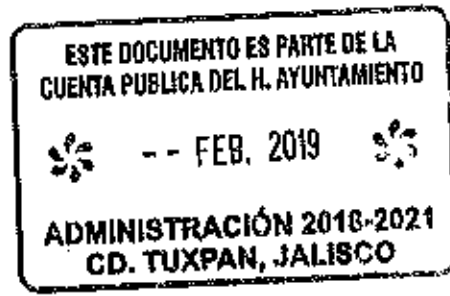 ESTE DOCUMENTO ES PARTE DE LA
CUENTA PUBLICA DEL H. AYUNTAMIENTO
-- FEB. 2019
ADMINISTRACIÓN 2018-2021
CD. TUXPAN, JALISCO